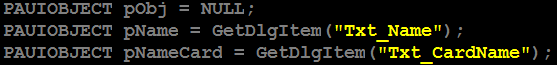 PAUIOBJECT pObj = NULL;
PAUIOBJECT pName = GetDlgItem("Txt_Name");
PAUIOBJECT pNameCard = GetDlgItem("Txt_CardName");